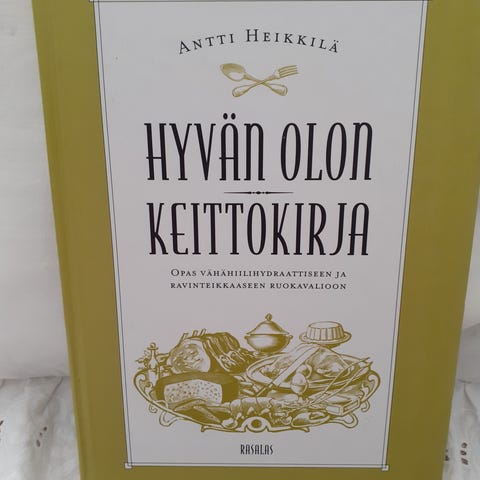 Antti Heikkilä
HYVÄN OLON
KEITTOKIRJA
Opas vähähiilihydraattiseen ja
ravinteikkaaseen ruokavalioon
RASALAS